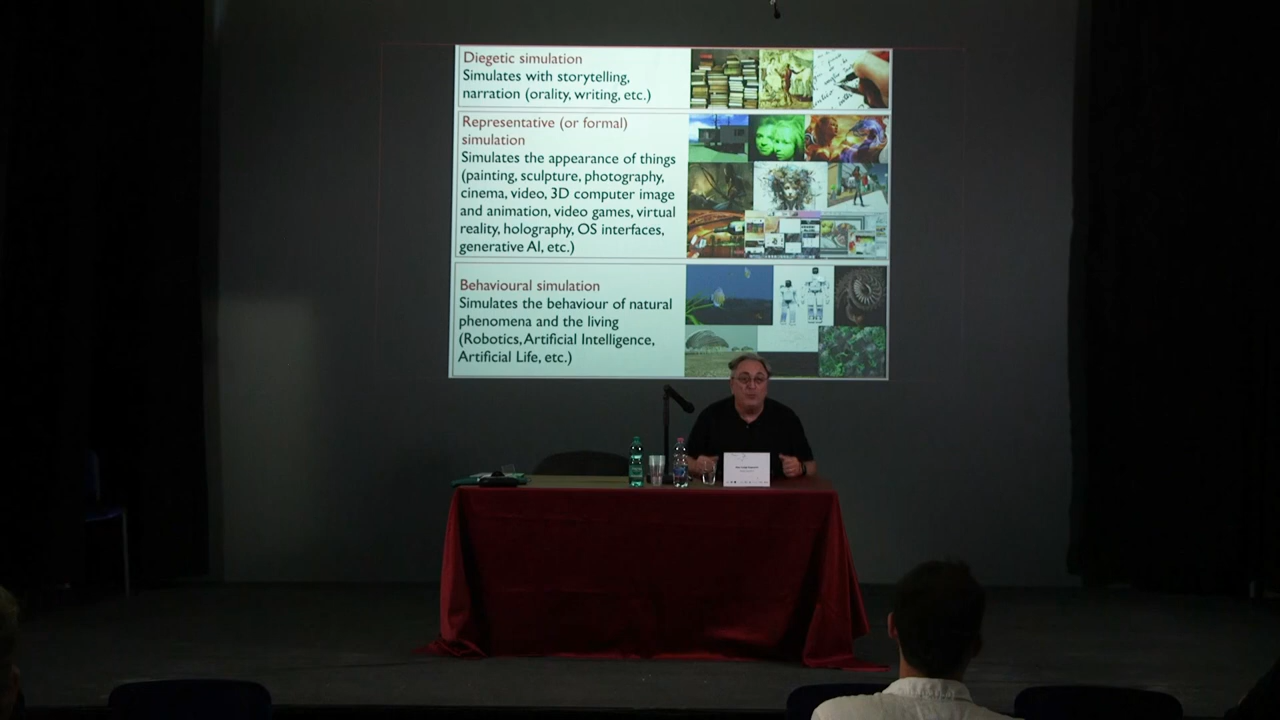 Diegetic simulation
Simulates with storytelling,
narration (orality, writing, etc.)
Representative (or formal)
simulation
Simulates the appearance of things
(painting, sculpture, photography,
cinema, video, 3D computer image
and animation, video games, virtual
reality, holography, OS interfaces,
generative AI, etc.)
Behavioural simulation
Simulates the behaviour of natural
phenomena and the living
(Robotics, Artificial Intelligence,
Artificial Life, etc.)